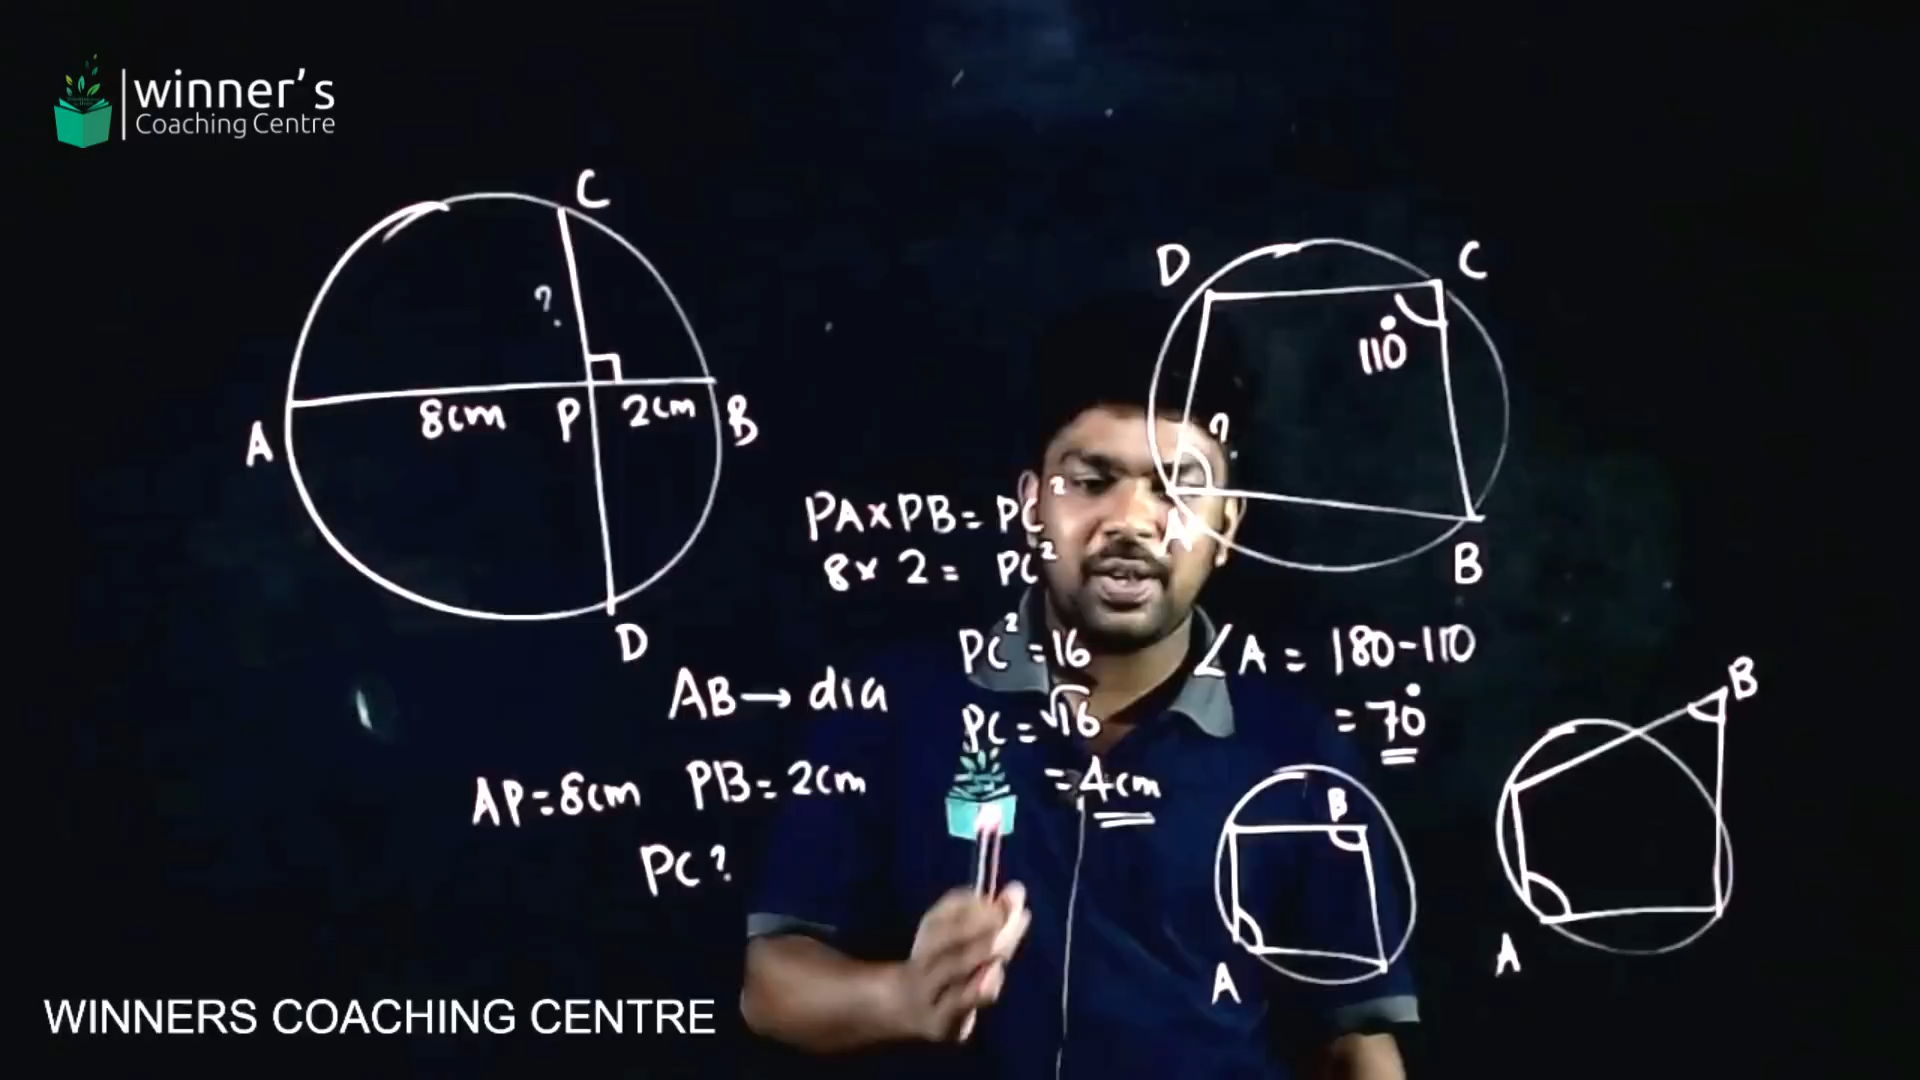 winner's
Coaching Centre
C
?
A
8cm
P
2cm
B
D
AB→ dia
AP=8cm PB=2cm
PC?
PA×PB= PC²
8× 2= PC²
PC²=16
PC=√16
=4cm
D
C
110°
?
A
B
∠A= 180-110
=70°
B
A
B
A
WINNERS COACHING CENTRE